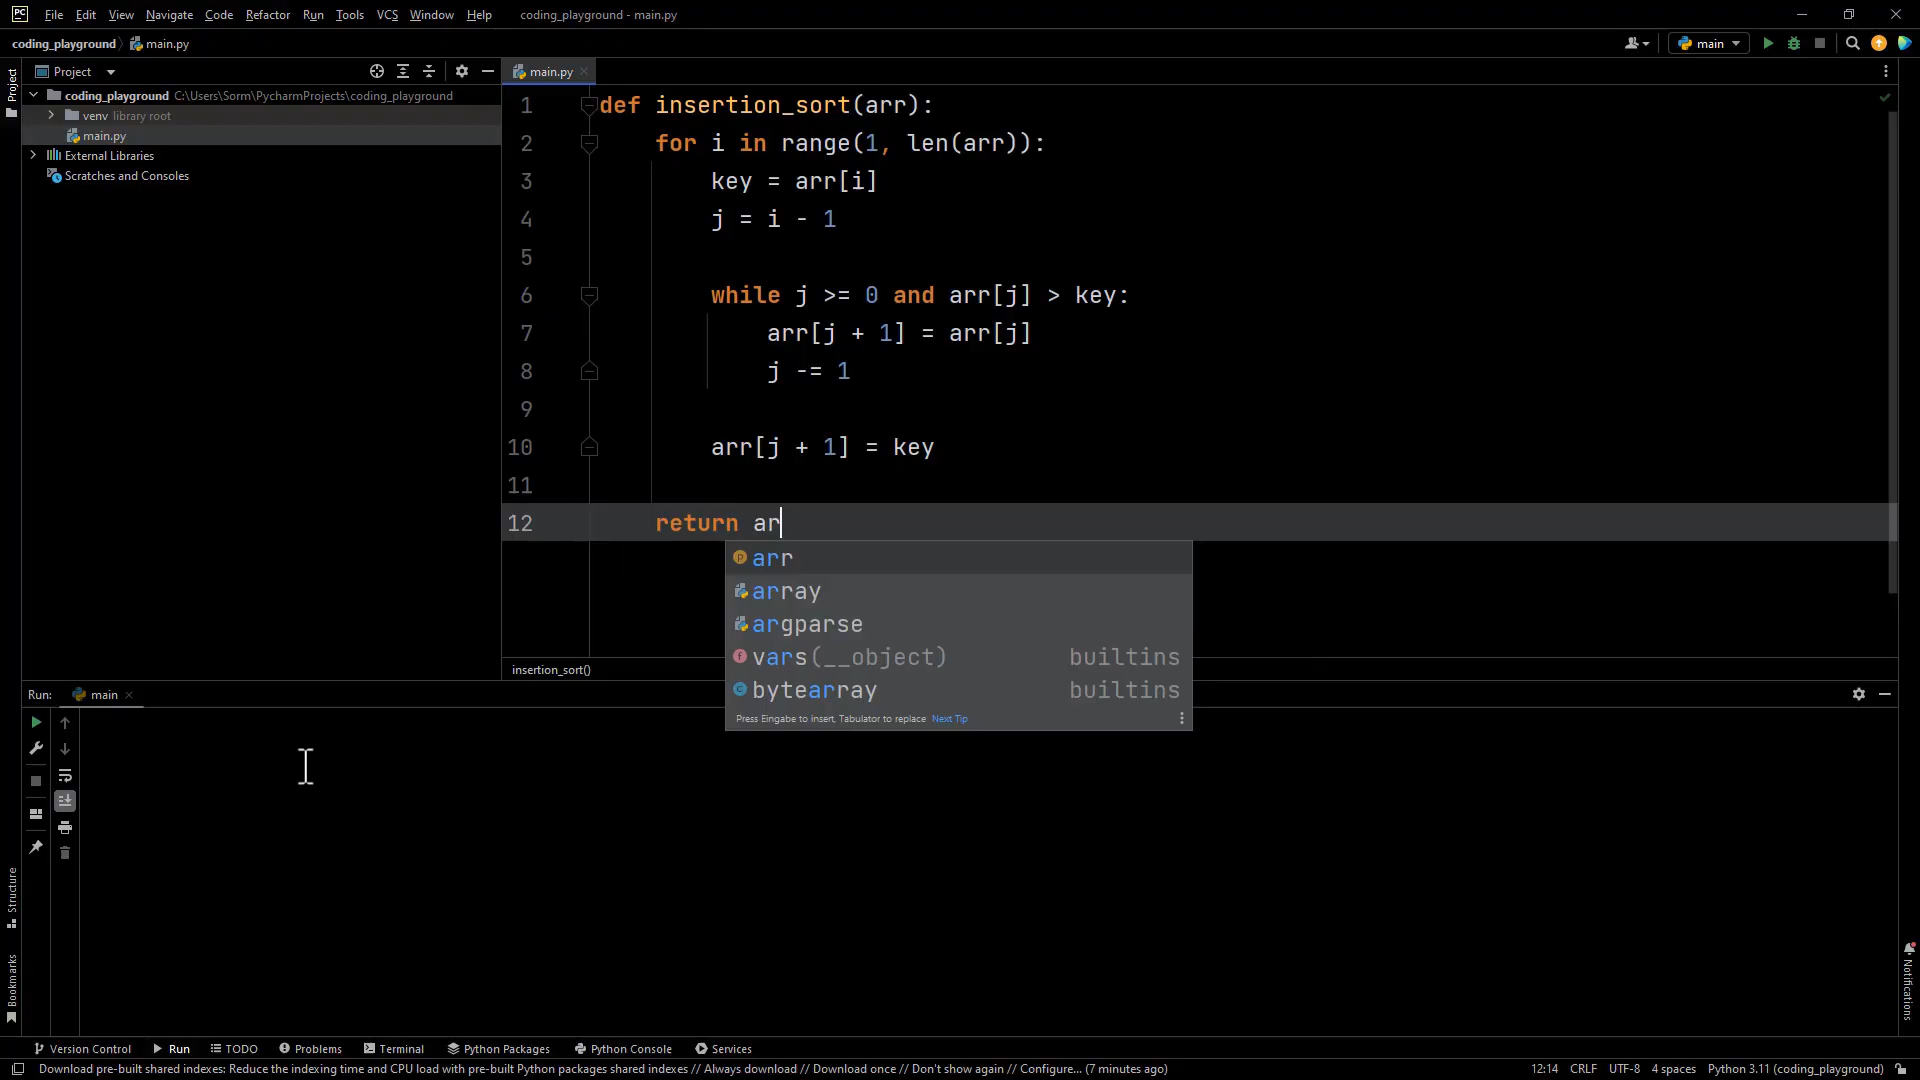 PC File Edit View Navigate Code Refactor Run Tools VCS Window Help coding_playground - main.py
coding_playground main.py main
Project
Project
coding_playground C:\Users\Sorm\PycharmProjects\coding_playground
venv library root
main.py
External Libraries
Scratches and Consoles
main.py
1 def insertion_sort(arr):
2 for i in range(1, len(arr)):
3 key = arr[i]
4 j = i - 1
5
6 while j >= 0 and arr[j] > key:
7 arr[j + 1] = arr[j]
8 j -= 1
9
10 arr[j + 1] = key
11
12 return ar
p arr
array
argparse
f vars(__object) builtins
c bytearray builtins
Press Eingabe to insert, Tabulator to replace Next Tip
insertion_sort()
Run: main
Structure
Bookmarks
Notifications
Version Control Run TODO Problems Terminal Python Packages Python Console Services
Download pre-built shared indexes: Reduce the indexing time and CPU load with pre-built Python packages shared indexes // Always download // Download once // Don't show again // Configure... (7 minutes ago) 12:14 CRLF UTF-8 4 spaces Python 3.11 (coding_playground)